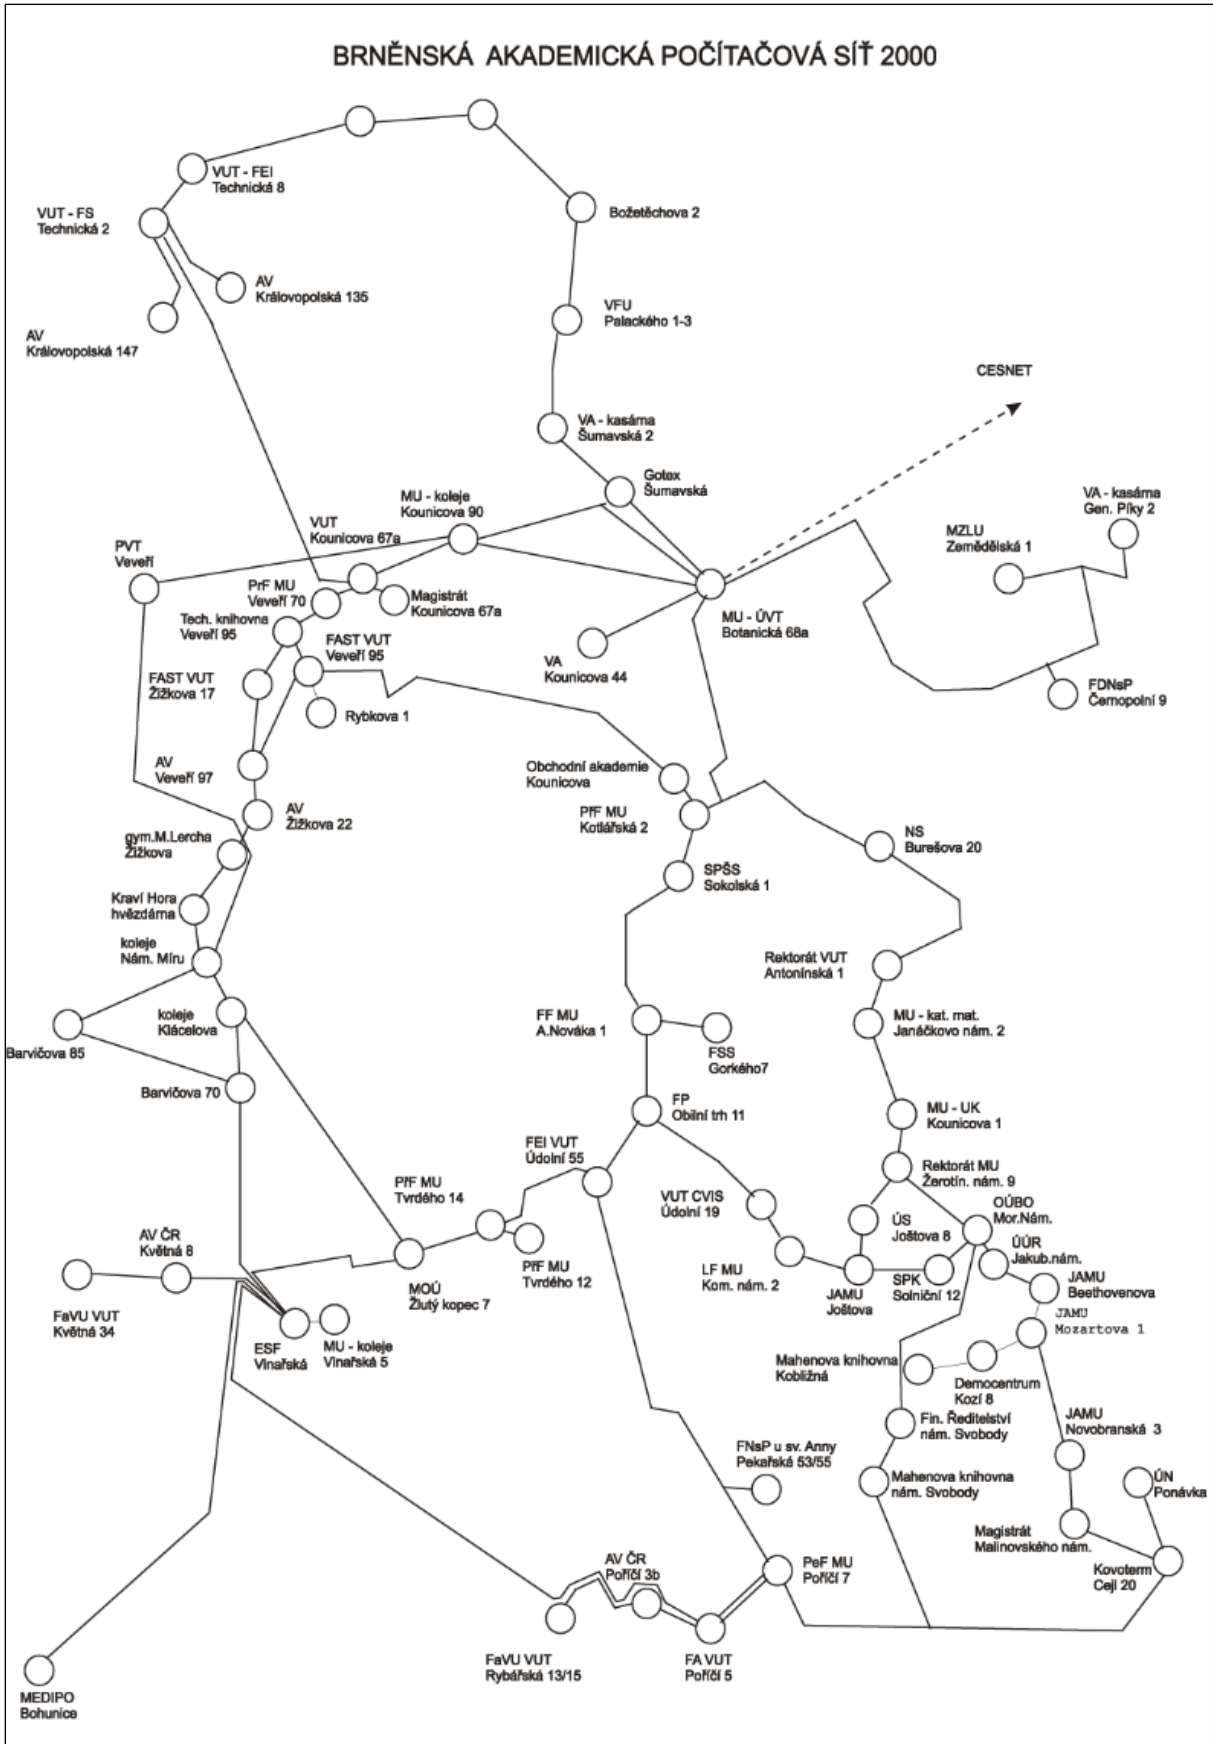 BRNĚNSKÁ AKADEMICKÁ POČÍTAČOVÁ SÍŤ 2000
VUT - FEI
Technická 8
VUT - FS
Technická 2
Božetěchova 2
AV
Královopolská 135
VFU
Palackého 1-3
AV
Královopolská 147
CESNET
VA - kasárna
Šumavská 2
Gotex
Šumavská
MU - koleje
Kounicova 90
VA - kasárna
Gen. Píky 2
VUT
Kounicova 67a
MZLU
Zemědělská 1
PVT
Veveří
PrF MU
Veveří 70
Magistrát
Kounicova 67a
MU - ÚVT
Botanická 68a
Tech. knihovna
Veveří 95
FAST VUT
Veveří 95
VA
Kounicova 44
FAST VUT
Žižkova 17
FDNsP
Černopolní 9
Rybkova 1
AV
Veveří 97
Obchodní akademie
Kounicova
AV
Žižkova 22
PřF MU
Kotlářská 2
gym.M.Lercha
Žižkova
NS
Burešova 20
SPŠS
Sokolská 1
Kraví Hora
hvězdárna
koleje
Nám. Míru
Rektorát VUT
Antonínská 1
koleje
Klácelova
FF MU
A.Nováka 1
MU - kat. mat.
Janáčkovo nám. 2
Barvičova 85
FSS
Gorkého7
Barvičova 70
FP
Obilní trh 11
MU - UK
Kounicova 1
FEI VUT
Údolní 55
Rektorát MU
Žerotín. nám. 9
PřF MU
Tvrdého 14
VUT CVIS
Údolní 19
OÚBO
Mor.Nám.
ÚS
Joštova 8
AV ČR
Květná 8
ÚÚR
Jakub.nám.
PřF MU
Tvrdého 12
LF MU
Kom. nám. 2
SPK
Solniční 12
MOÚ
Žlutý kopec 7
JAMU
Joštova
JAMU
Beethovenova
FaVU VUT
Květná 34
JAMU
Mozartova 1
ESF
Vinařská
MU - koleje
Vinařská 5
Mahenova knihovna
Kobližná
Democentrum
Kozí 8
Fin. Ředitelství
nám. Svobody
JAMU
Novobranská 3
FNsP u sv. Anny
Pekařská 53/55
Mahenova knihovna
nám. Svobody
ÚN
Ponávka
Magistrát
Malinovského nám.
AV ČR
Poříčí 3b
PeF MU
Poříčí 7
Kovoterm
Cejl 20
FaVU VUT
Rybářská 13/15
FA VUT
Poříčí 5
MEDIPO
Bohunice